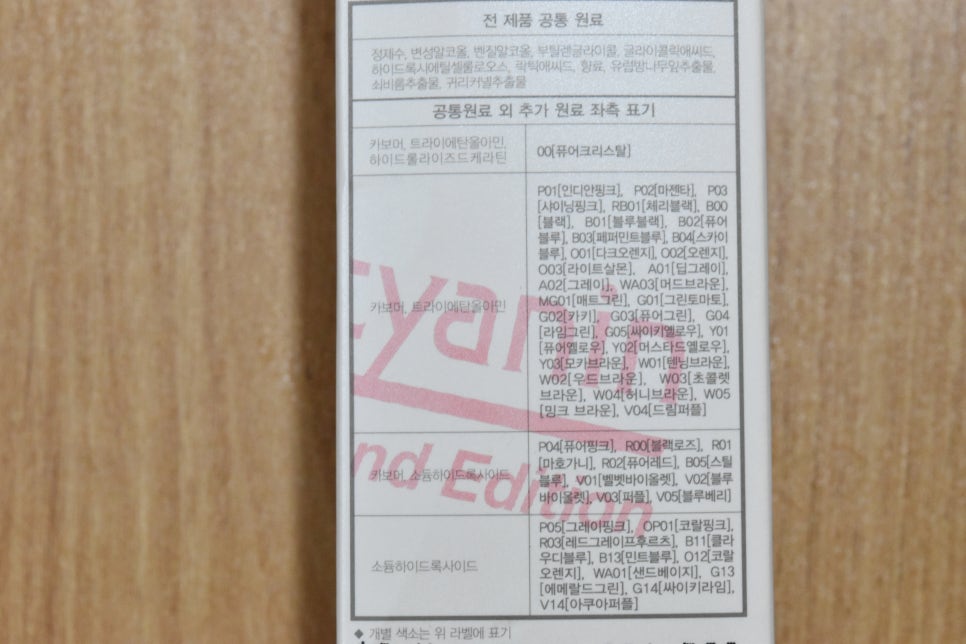 전 제품 공통 원료
정제수, 변성알코올, 벤질알코올, 부틸렌글라이콜, 글라이콜릭애씨드,
하이드록시에틸셀룰로오스, 락틱애씨드, 향료, 유럽밤나무잎추출물,
쇠비름추출물, 귀리커넬추출물
공통원료 외 추가 원료 좌측 표기
카보머, 트라이에탄올아민,
하이드롤라이즈드케라틴
00[퓨어크리스탈]
카보머, 트라이에탄올아민
P01[인디안핑크], P02[마젠타], P03
[샤이닝핑크], RB01[체리블랙], B00
[블랙], B01[블루블랙], B02[퓨어
블루], B03[페퍼민트블루], B04[스카이
블루], O01[다크오렌지], O02[오렌지],
O03[라이트살몬], A01[딥그레이],
A02[그레이], WA03[머드브라운],
MG01[매트그린], G01[그린토마토],
G02[카키], G03[퓨어그린], G04
[라임그린], G05[싸이키옐로우], Y01
[퓨어옐로우], Y02[머스타드옐로우],
Y03[모카브라운], W01[텐닝브라운],
W02[우드브라운], W03[초콜렛
브라운], W04[허니브라운], W05
[밍크 브라운], V04[드림퍼플]
카보머, 소듐하이드록사이드
P04[퓨어핑크], R00[블랙로즈], R01
[마호가니], R02[퓨어레드], B05[스틸
블루], V01[벨벳바이올렛], V02[블루
바이올렛], V03[퍼플], V05[블루베리]
nd Edition
소듐하이드록사이드
P05[그레이핑크], OP01[코랄핑크],
R03[레드그레이프후르츠], B11[클라
우디블루], B13[민트블루], O12[코랄
오렌지], WA01[샌드베이지], G13
[에메랄드그린], G14[싸이키라임],
V14[아쿠아퍼플]
◆ 개별 색소는 위 라벨에 표기